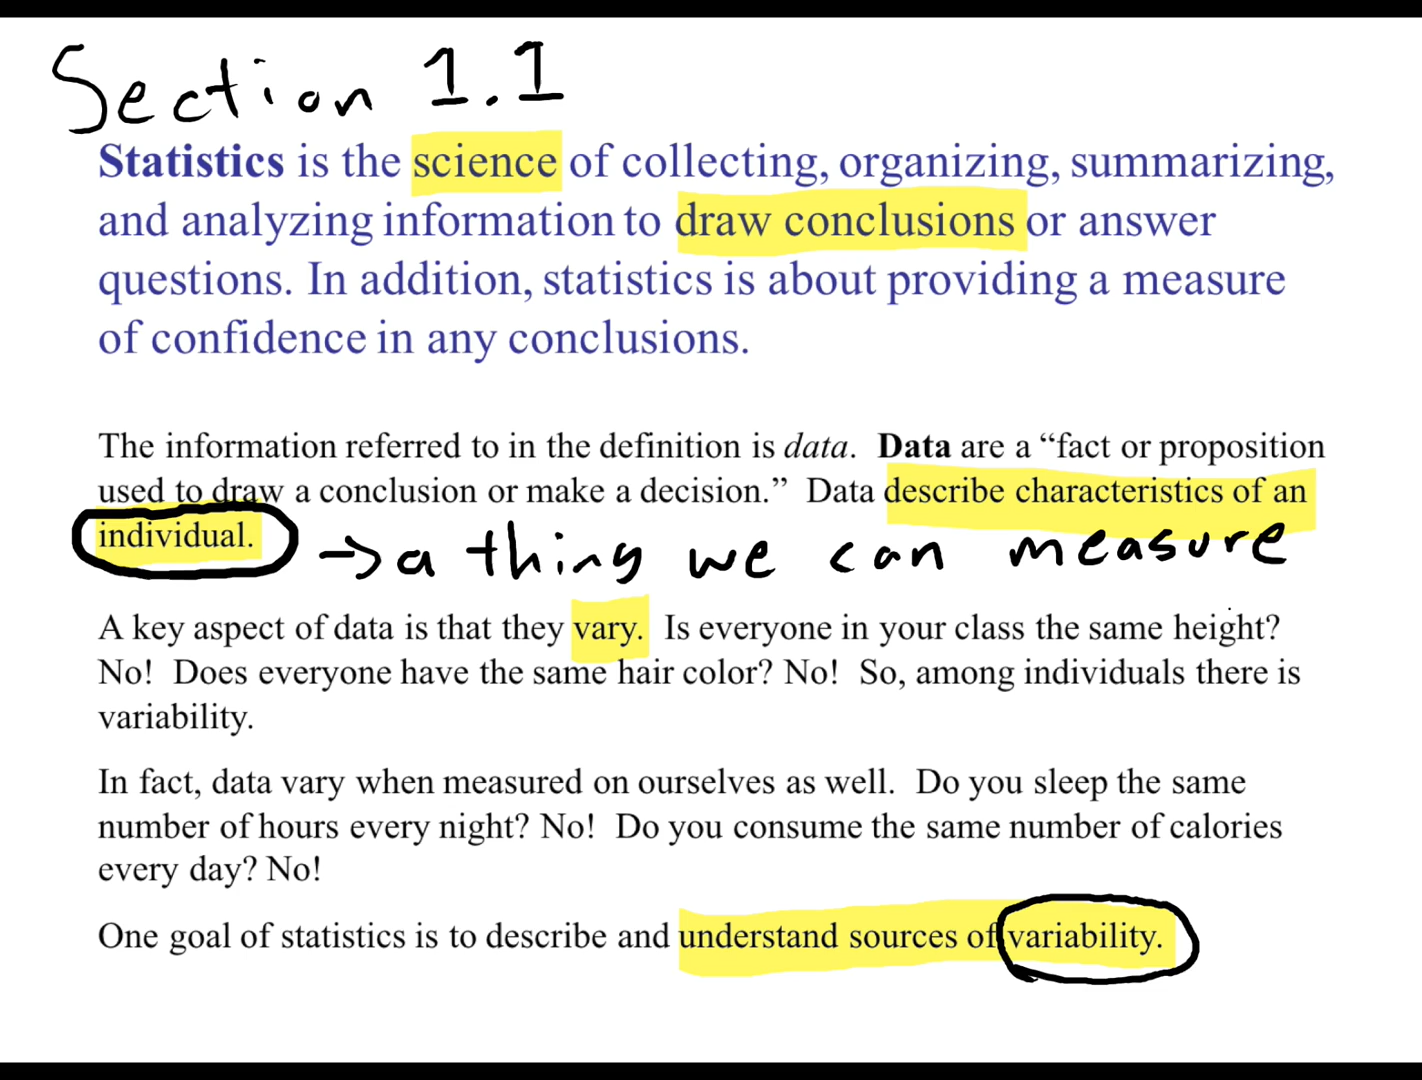 Section 1.1
Statistics is the science of collecting, organizing, summarizing,
and analyzing information to draw conclusions or answer
questions. In addition, statistics is about providing a measure
of confidence in any conclusions.
The information referred to in the definition is data. Data are a “fact or proposition
used to draw a conclusion or make a decision.” Data describe characteristics of an
individual. → a thing we can measure
A key aspect of data is that they vary. Is everyone in your class the same height?
No! Does everyone have the same hair color? No! So, among individuals there is
variability.
In fact, data vary when measured on ourselves as well. Do you sleep the same
number of hours every night? No! Do you consume the same number of calories
every day? No!
One goal of statistics is to describe and understand sources of variability.